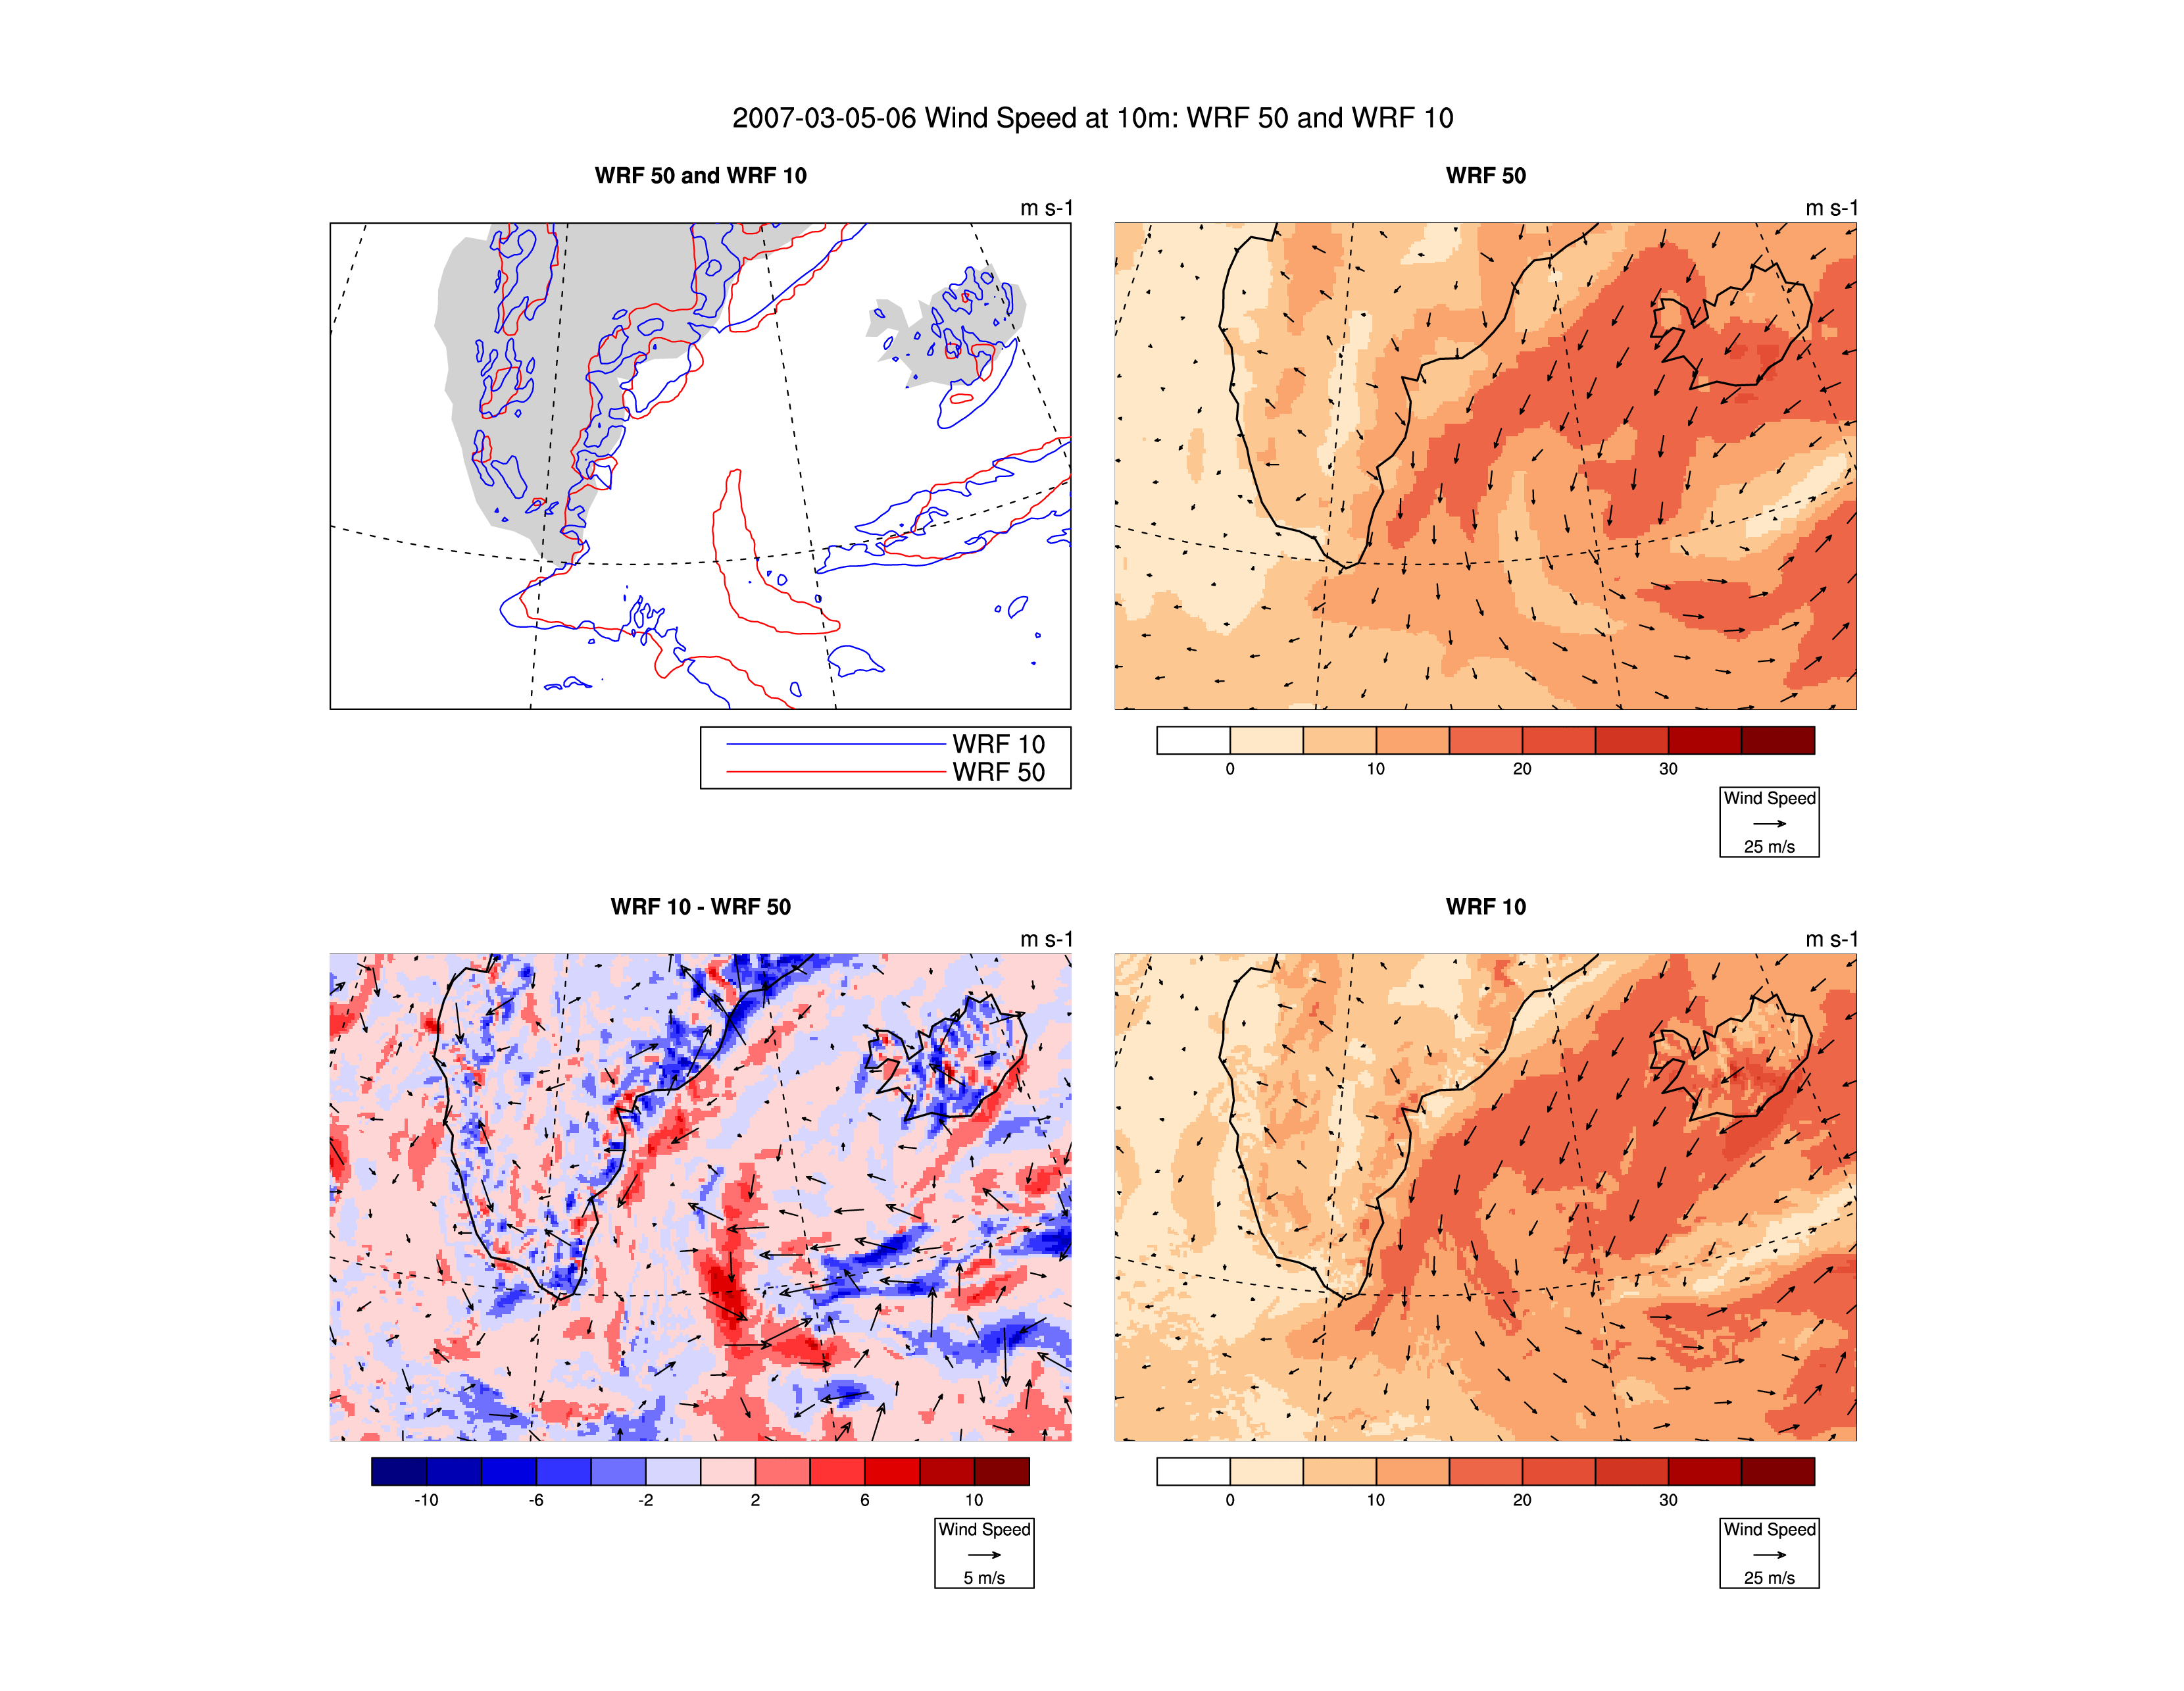 2007-03-05-06 Wind Speed at 10m: WRF 50 and WRF 10
WRF 50 and WRF 10
m s-1
WRF 10
WRF 50
WRF 50
m s-1
0 10 20 30
Wind Speed
25 m/s
WRF 10 - WRF 50
m s-1
-10 -6 -2 2 6 10
Wind Speed
5 m/s
WRF 10
m s-1
0 10 20 30
Wind Speed
25 m/s